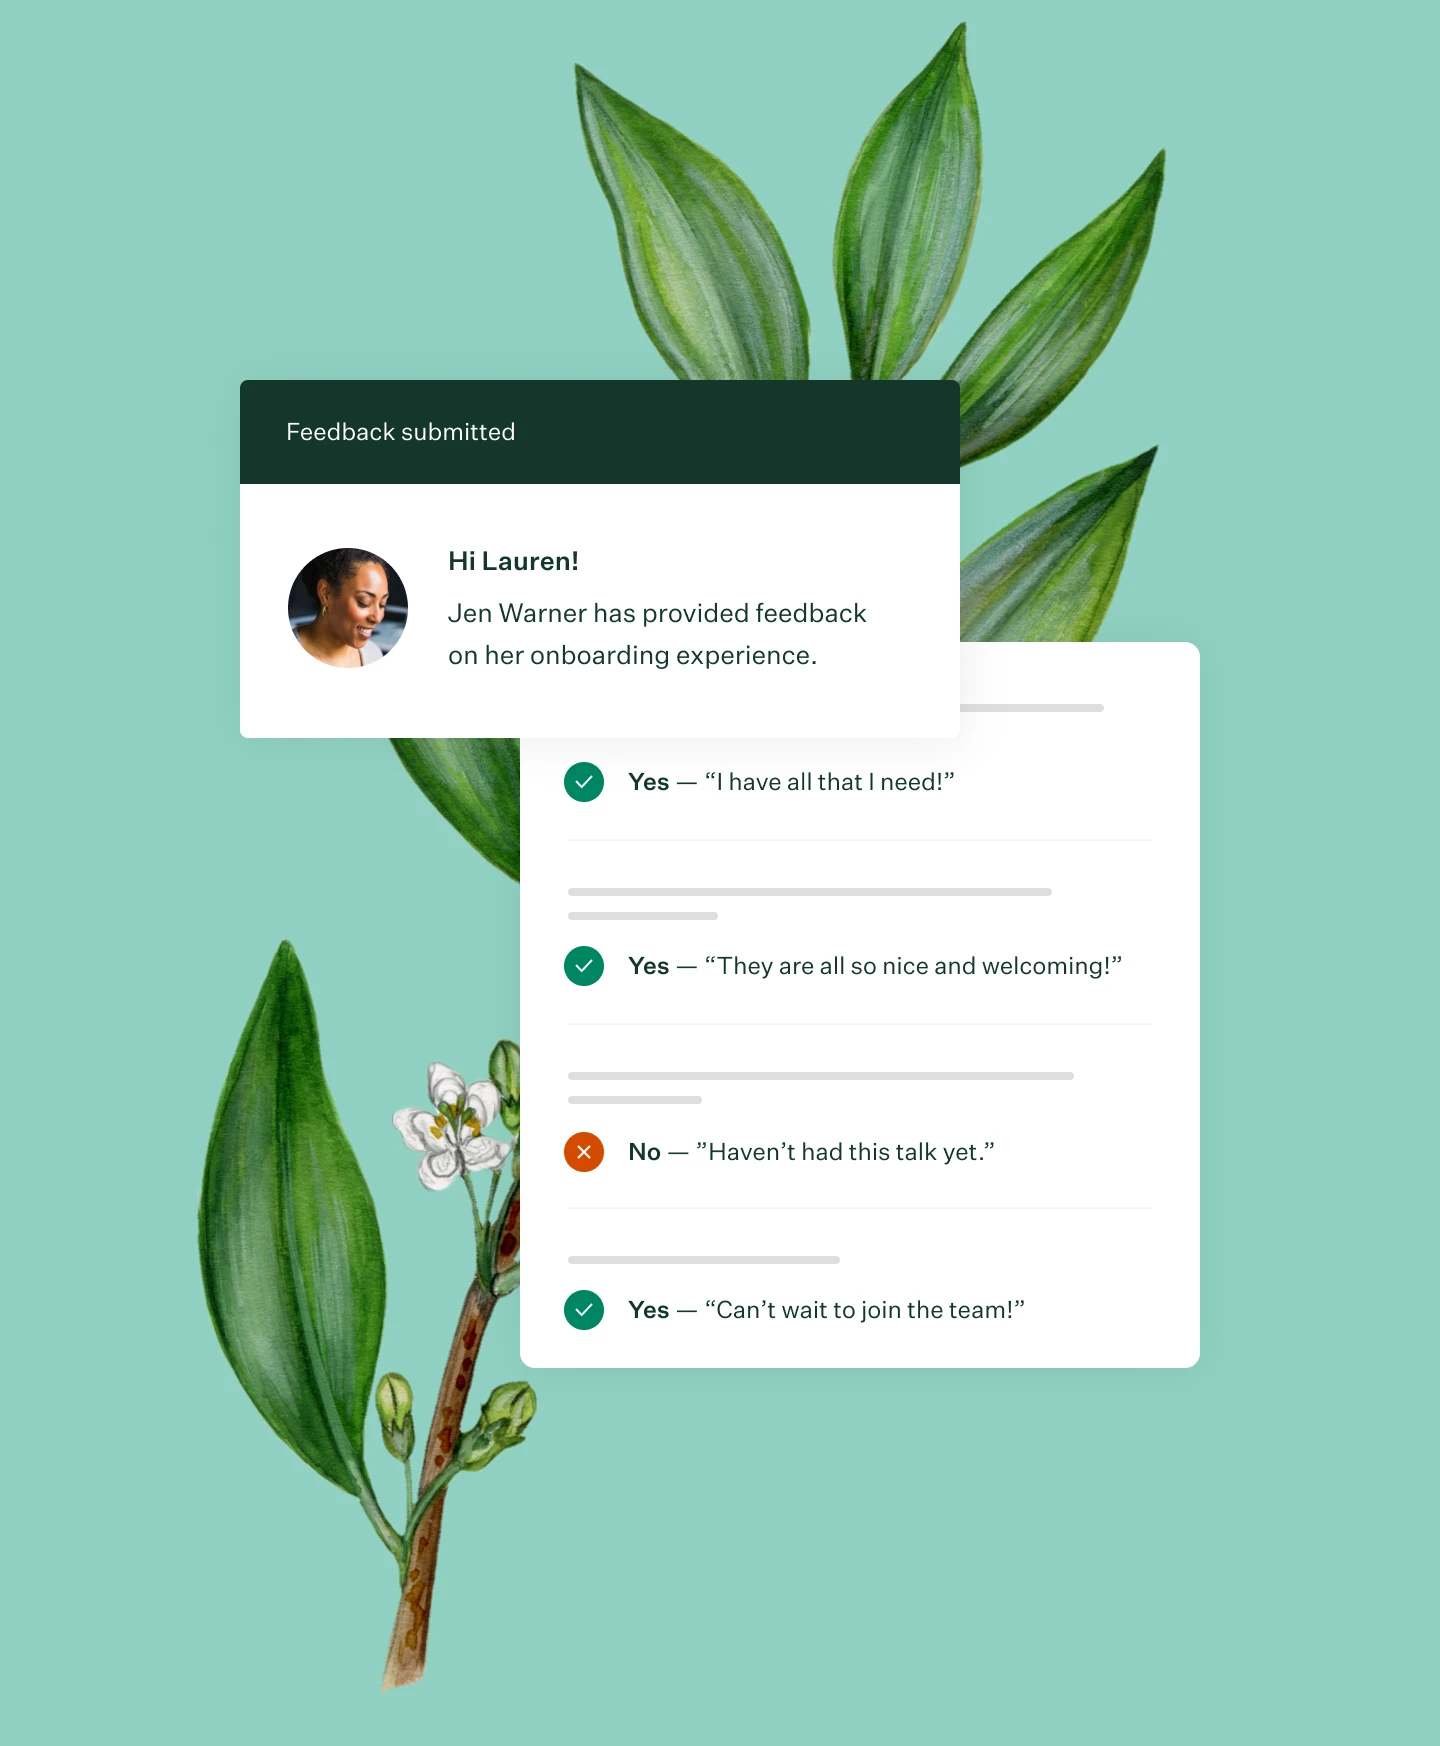 Feedback submitted
Hi Lauren!
Jen Warner has provided feedback
on her onboarding experience.
Yes — “I have all that I need!”
Yes — “They are all so nice and welcoming!”
No — ”Haven’t had this talk yet.”
Yes — “Can’t wait to join the team!”